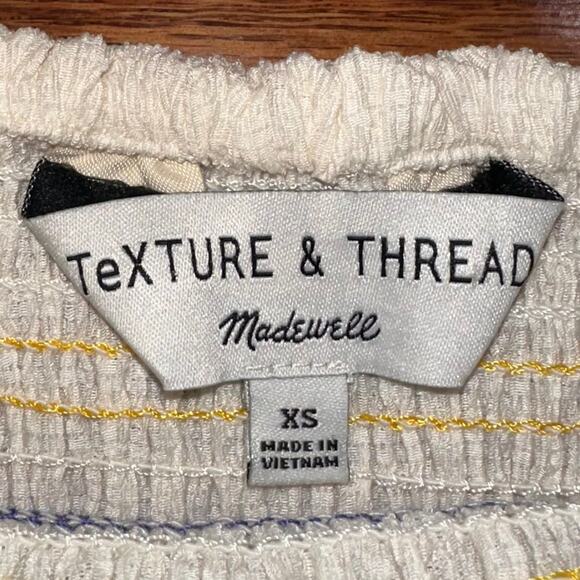 TeXTURE & THREAD
Madewell
XS
MADE IN
VIETNAM